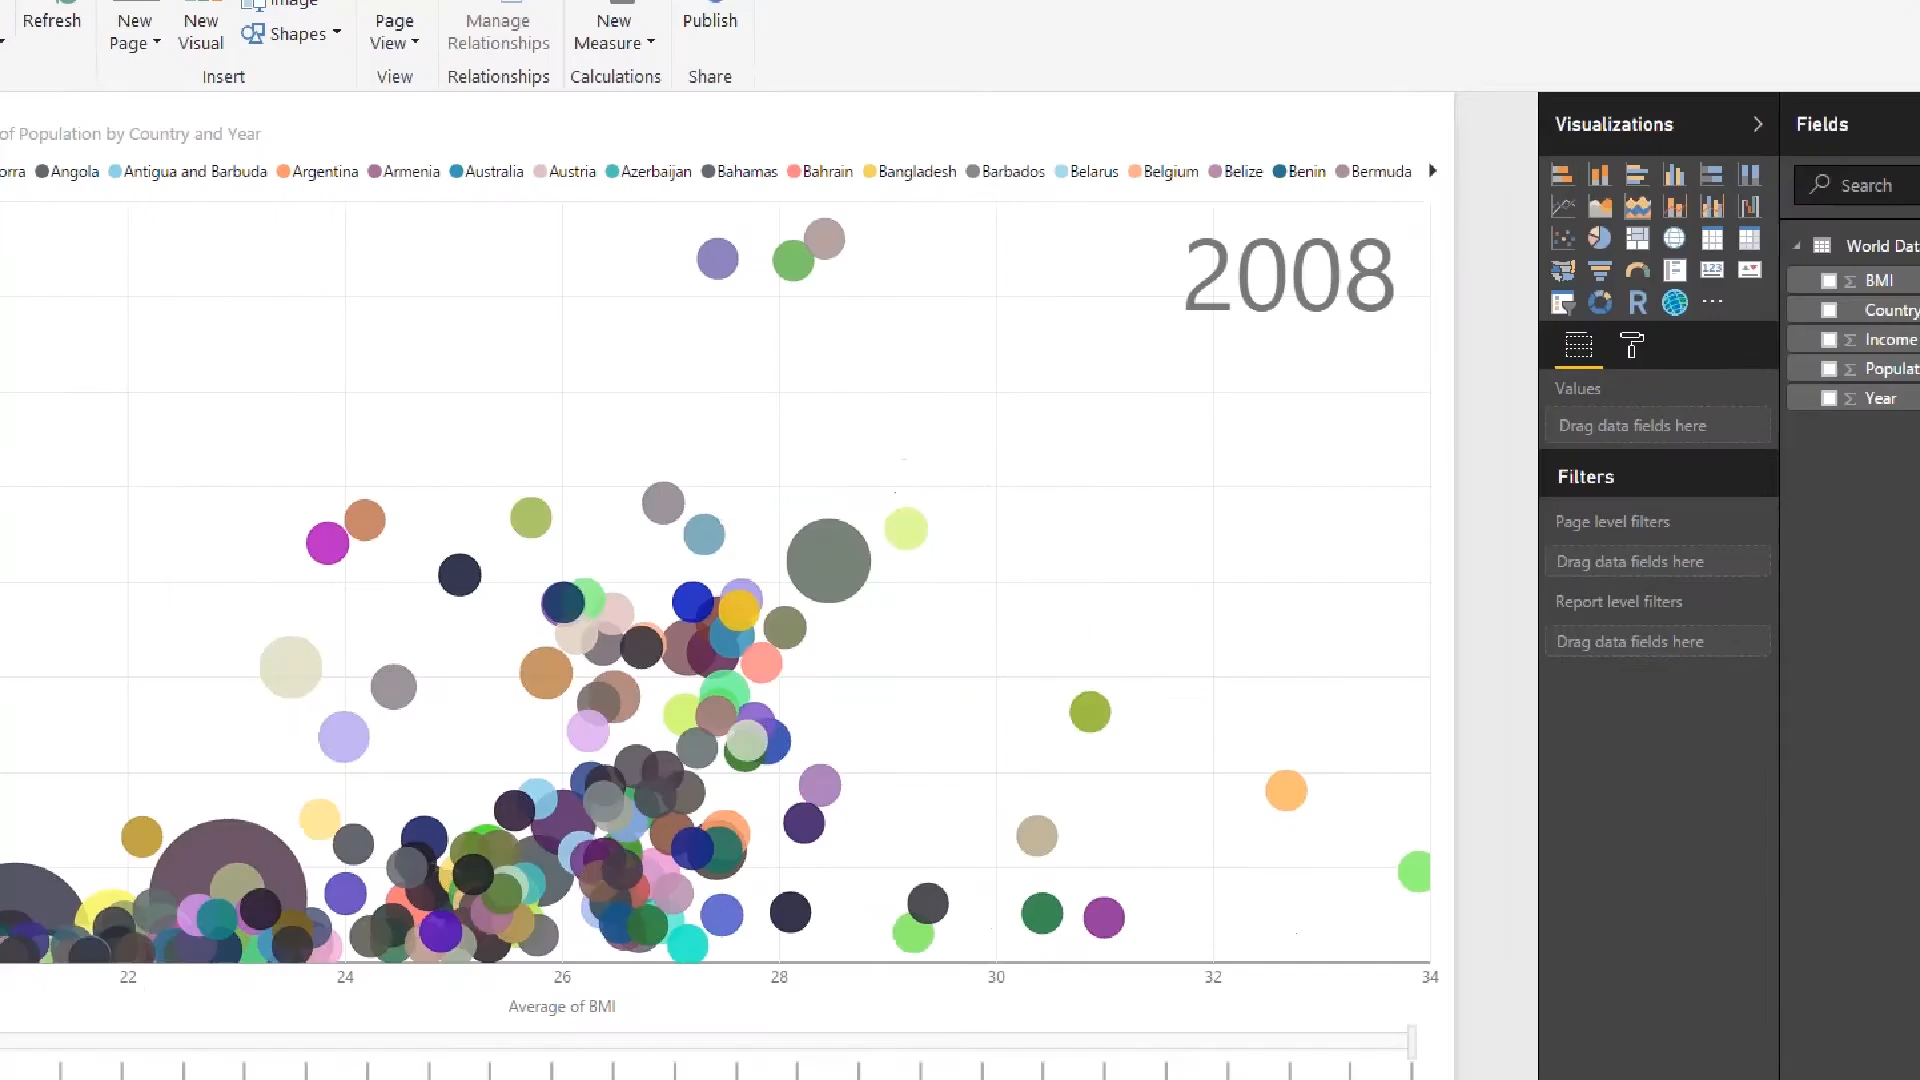 Image
Refresh New Visual Shapes Page Manage New Publish
Page View Relationships Measure
Insert View Relationships Calculations Share
of Population by Country and Year
orra Angola Antigua and Barbuda Argentina Armenia Australia Austria Azerbaijan Bahamas Bahrain Bangladesh Barbados Belarus Belgium Belize Benin Bermuda
2008
22 24 26 28 30 32 34
Average of BMI
Visualizations
R
123
Values
Drag data fields here
Filters
Page level filters
Drag data fields here
Report level filters
Drag data fields here
Fields
Search
World Dat
Σ BMI
Country
Σ Income
Σ Populat
Σ Year